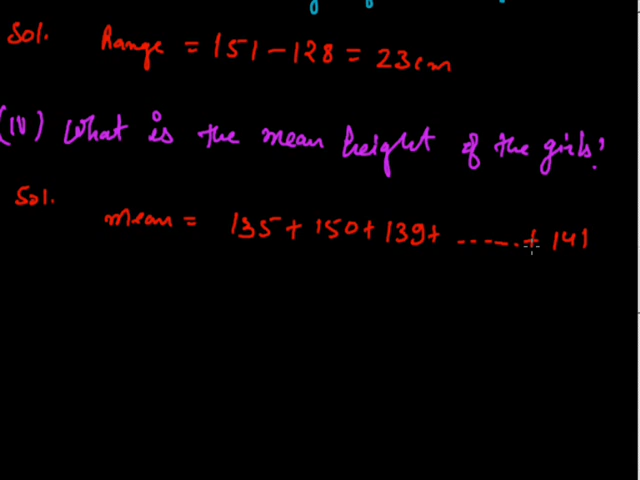 Sol. Range = 151 - 128 = 23cm
(IV) What is the mean height of the girls?
Sol. mean = 135 + 150 + 139 + ...... + 141